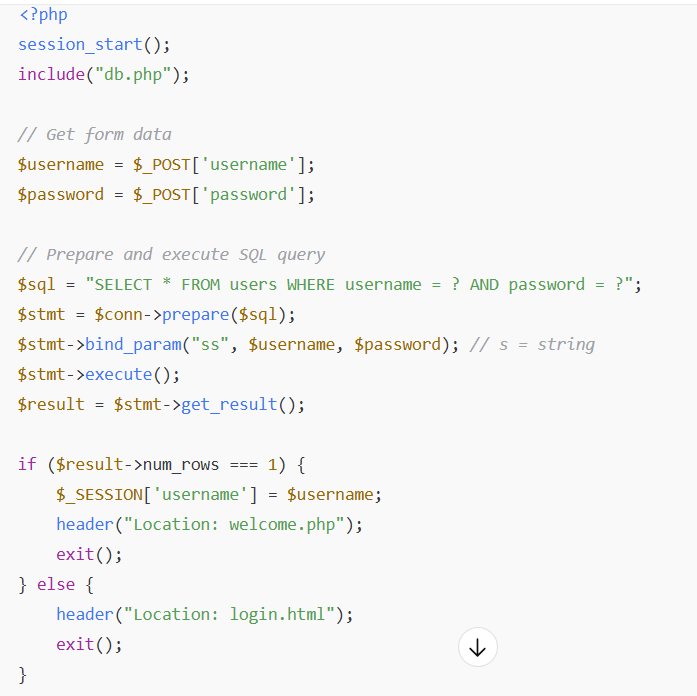 <?php
session_start();
include("db.php");
// Get form data
$username = $_POST['username'];
$password = $_POST['password'];
// Prepare and execute SQL query
$sql = "SELECT * FROM users WHERE username = ? AND password = ?";
$stmt = $conn->prepare($sql);
$stmt->bind_param("ss", $username, $password); // s = string
$stmt->execute();
$result = $stmt->get_result();
if ($result->num_rows === 1) {
    $_SESSION['username'] = $username;
    header("Location: welcome.php");
    exit();
} else {
    header("Location: login.html");
    exit();
}